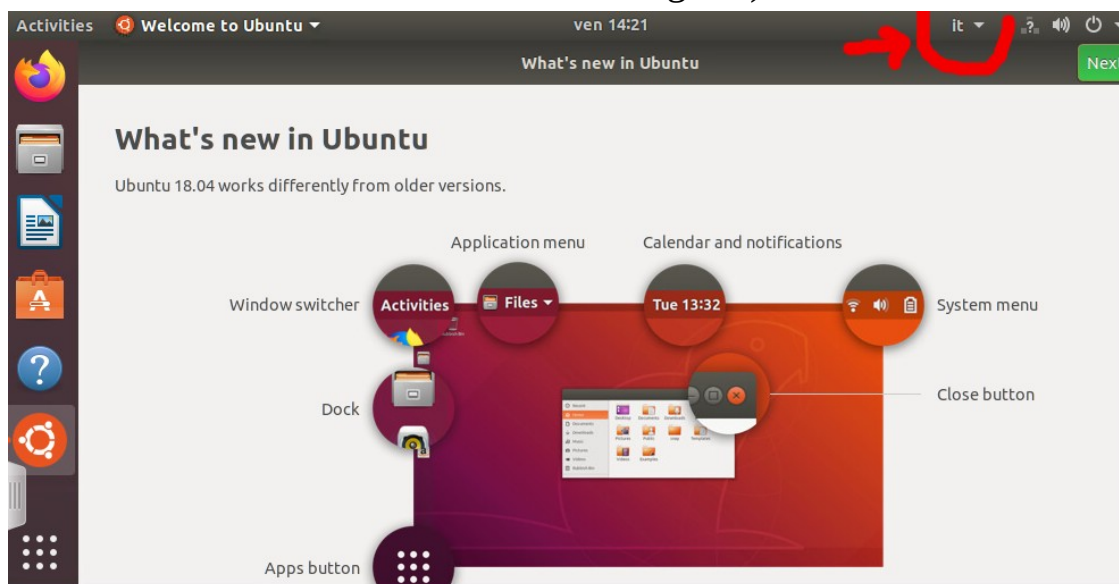 Activities Welcome to Ubuntu ven 14:21 it
What's new in Ubuntu
What's new in Ubuntu
Ubuntu 18.04 works differently from older versions.
Application menu Calendar and notifications
Window switcher Activities Files Tue 13:32 System menu
Dock
Close button
Apps button